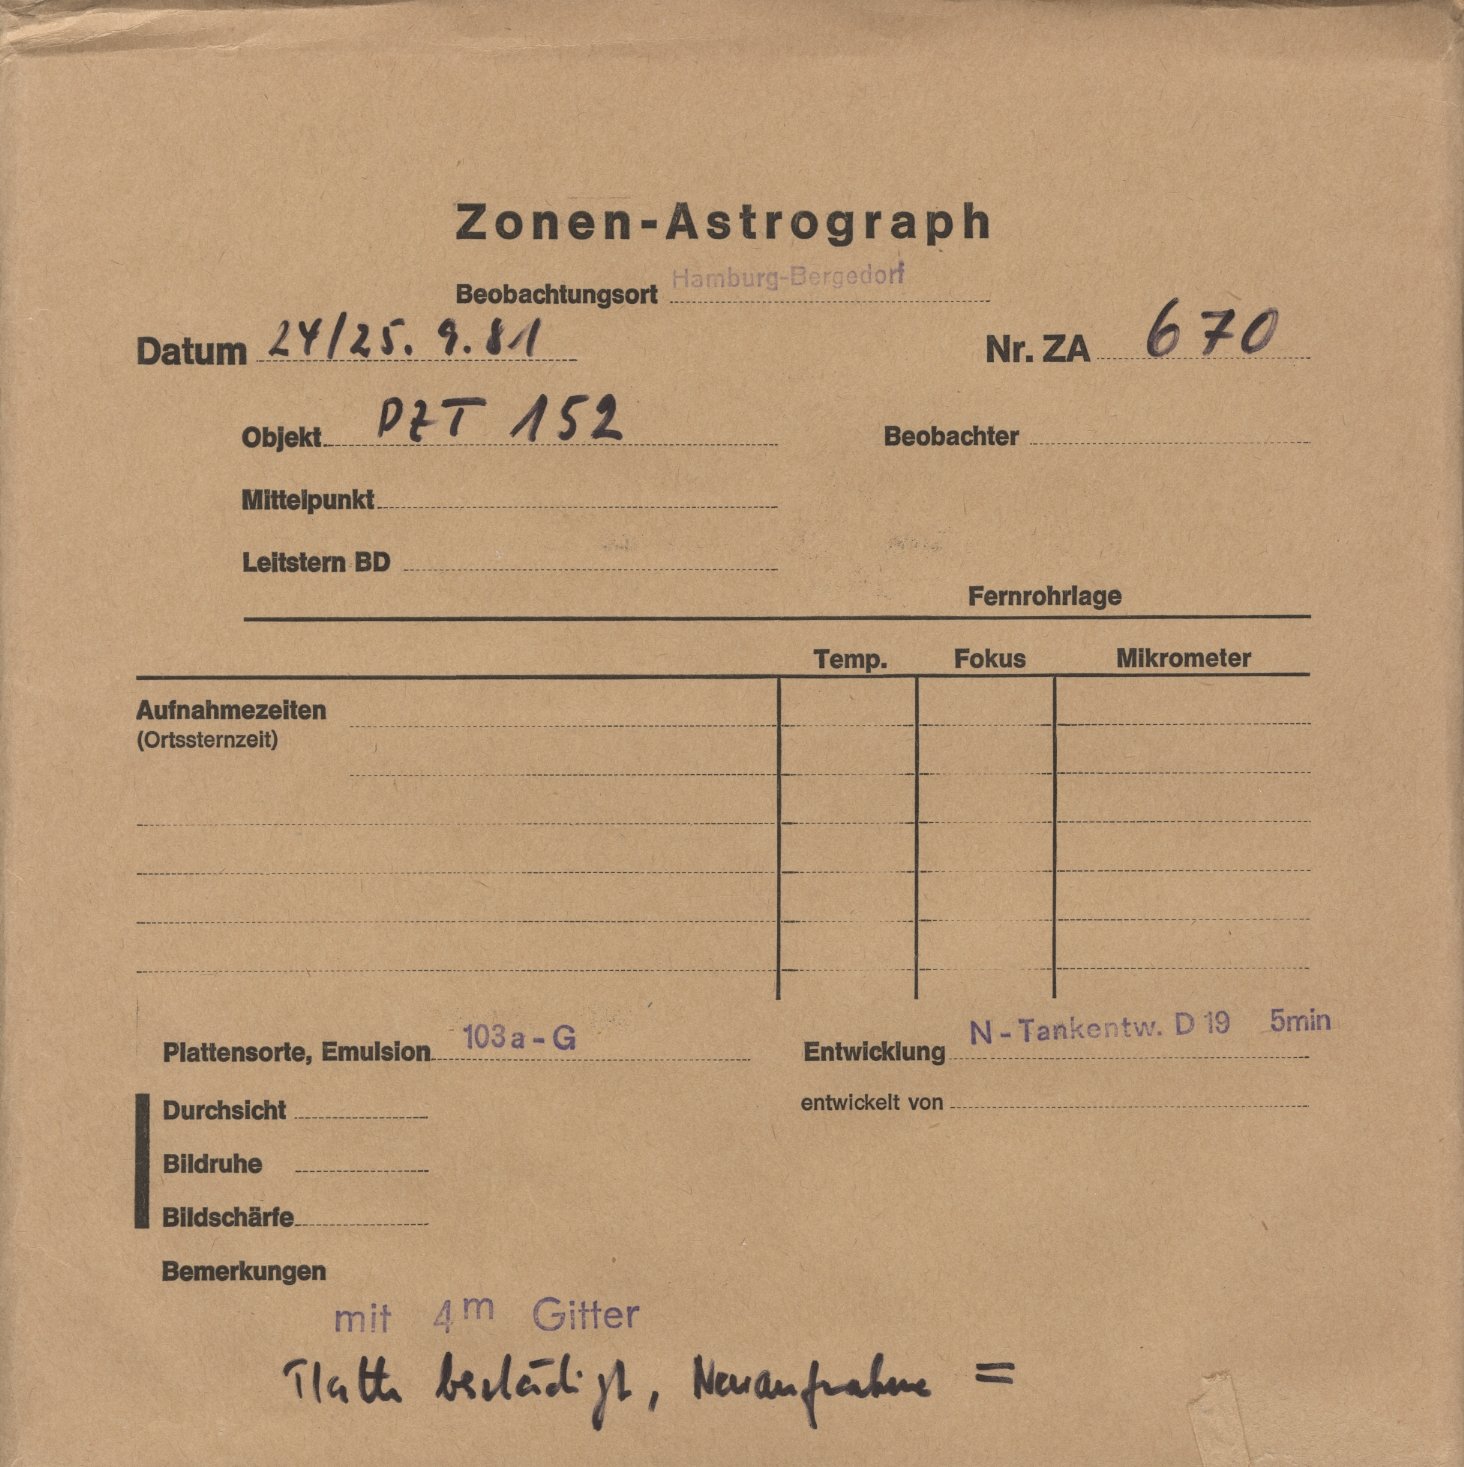 Zonen-Astrograph
Beobachtungsort Hamburg-Bergedorf
Datum 24/25. 9. 81
Nr. ZA 670
Objekt PZT 152
Beobachter
Mittelpunkt
Leitstern BD
Fernrohrlage
Temp. Fokus Mikrometer
Aufnahmezeiten
(Ortssternzeit)
Plattensorte, Emulsion 103a-G
Entwicklung N-Tankentw. D 19 5min
Durchsicht
entwickelt von
Bildruhe
Bildschärfe
Bemerkungen
mit 4m Gitter
Platte beschädigt, Neuaufnahme =